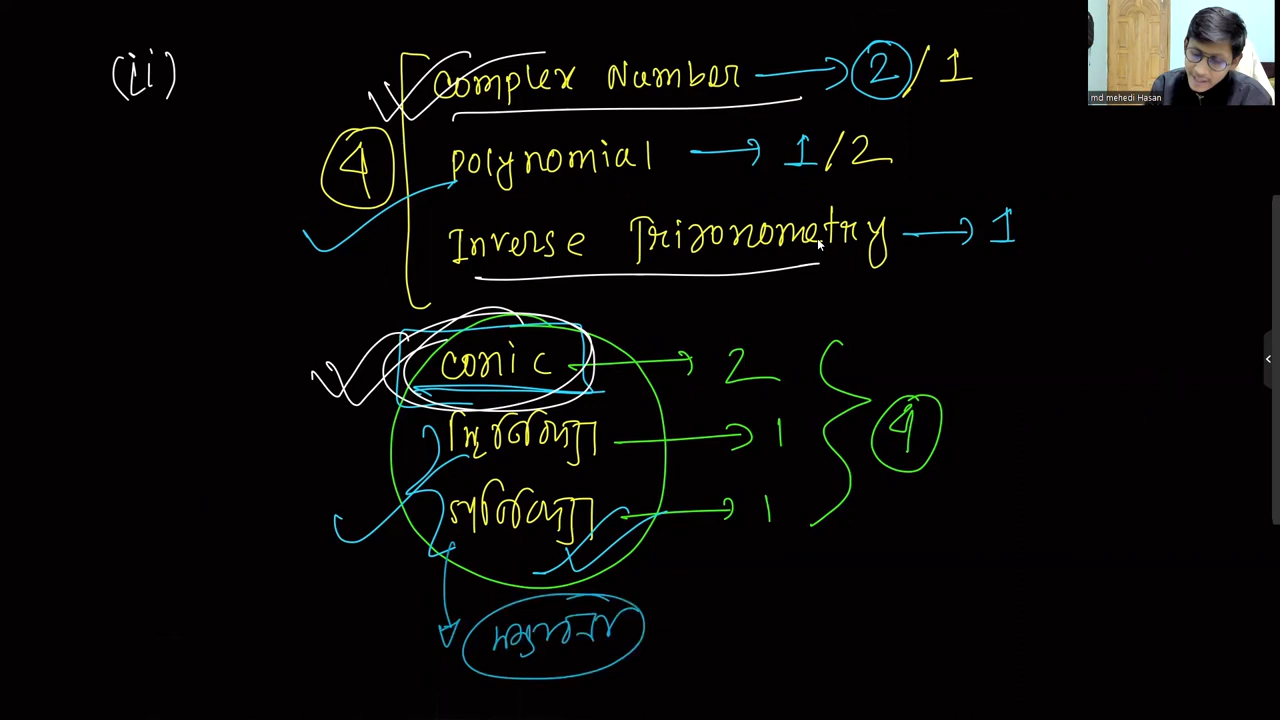 (ii)
Complex Number → 2/1
md mehedi Hasan
4
Polynomial → 1/2
Inverse Trigonometry → 1
Conic → 2
4
স্থিতিবিদ্যা → 1
গতিবিদ্যা → 1